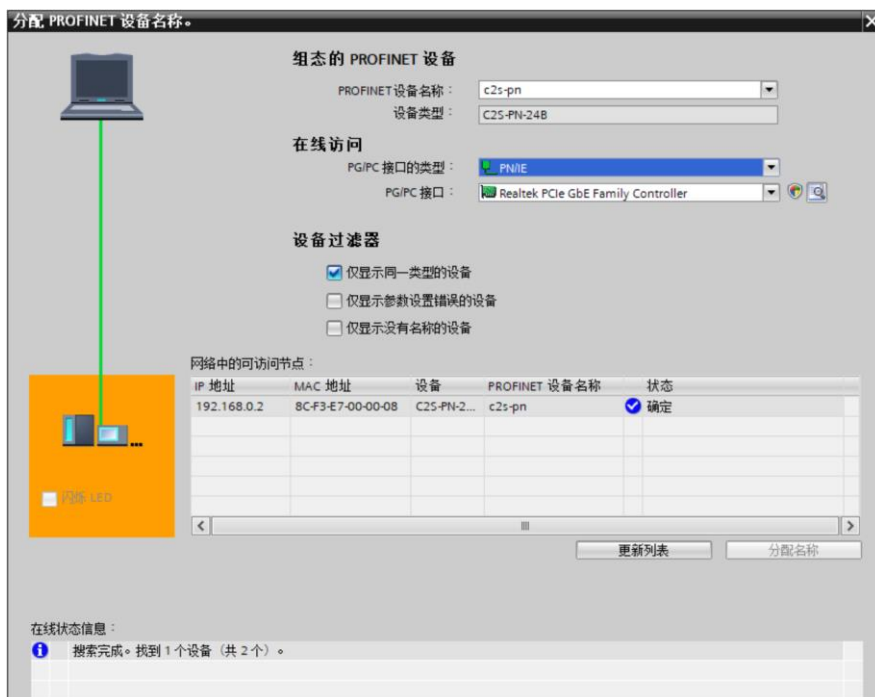 分配 PROFINET 设备名称。
组态的 PROFINET 设备
PROFINET设备名称： c2s-pn
设备类型： C2S-PN-24B
在线访问
PG/PC 接口的类型： PN/IE
PG/PC 接口： Realtek PCIe GbE Family Controller
设备过滤器
仅显示同一类型的设备
仅显示参数设置错误的设备
仅显示没有名称的设备
网络中的可访问节点：
IP 地址 MAC 地址 设备 PROFINET 设备名称 状态
192.168.0.2 8C-F3-E7-00-00-08 C2S-PN-2... c2s-pn 确定
闪烁 LED
更新列表 分配名称
在线状态信息：
搜索完成。找到 1 个设备（共 2 个）。